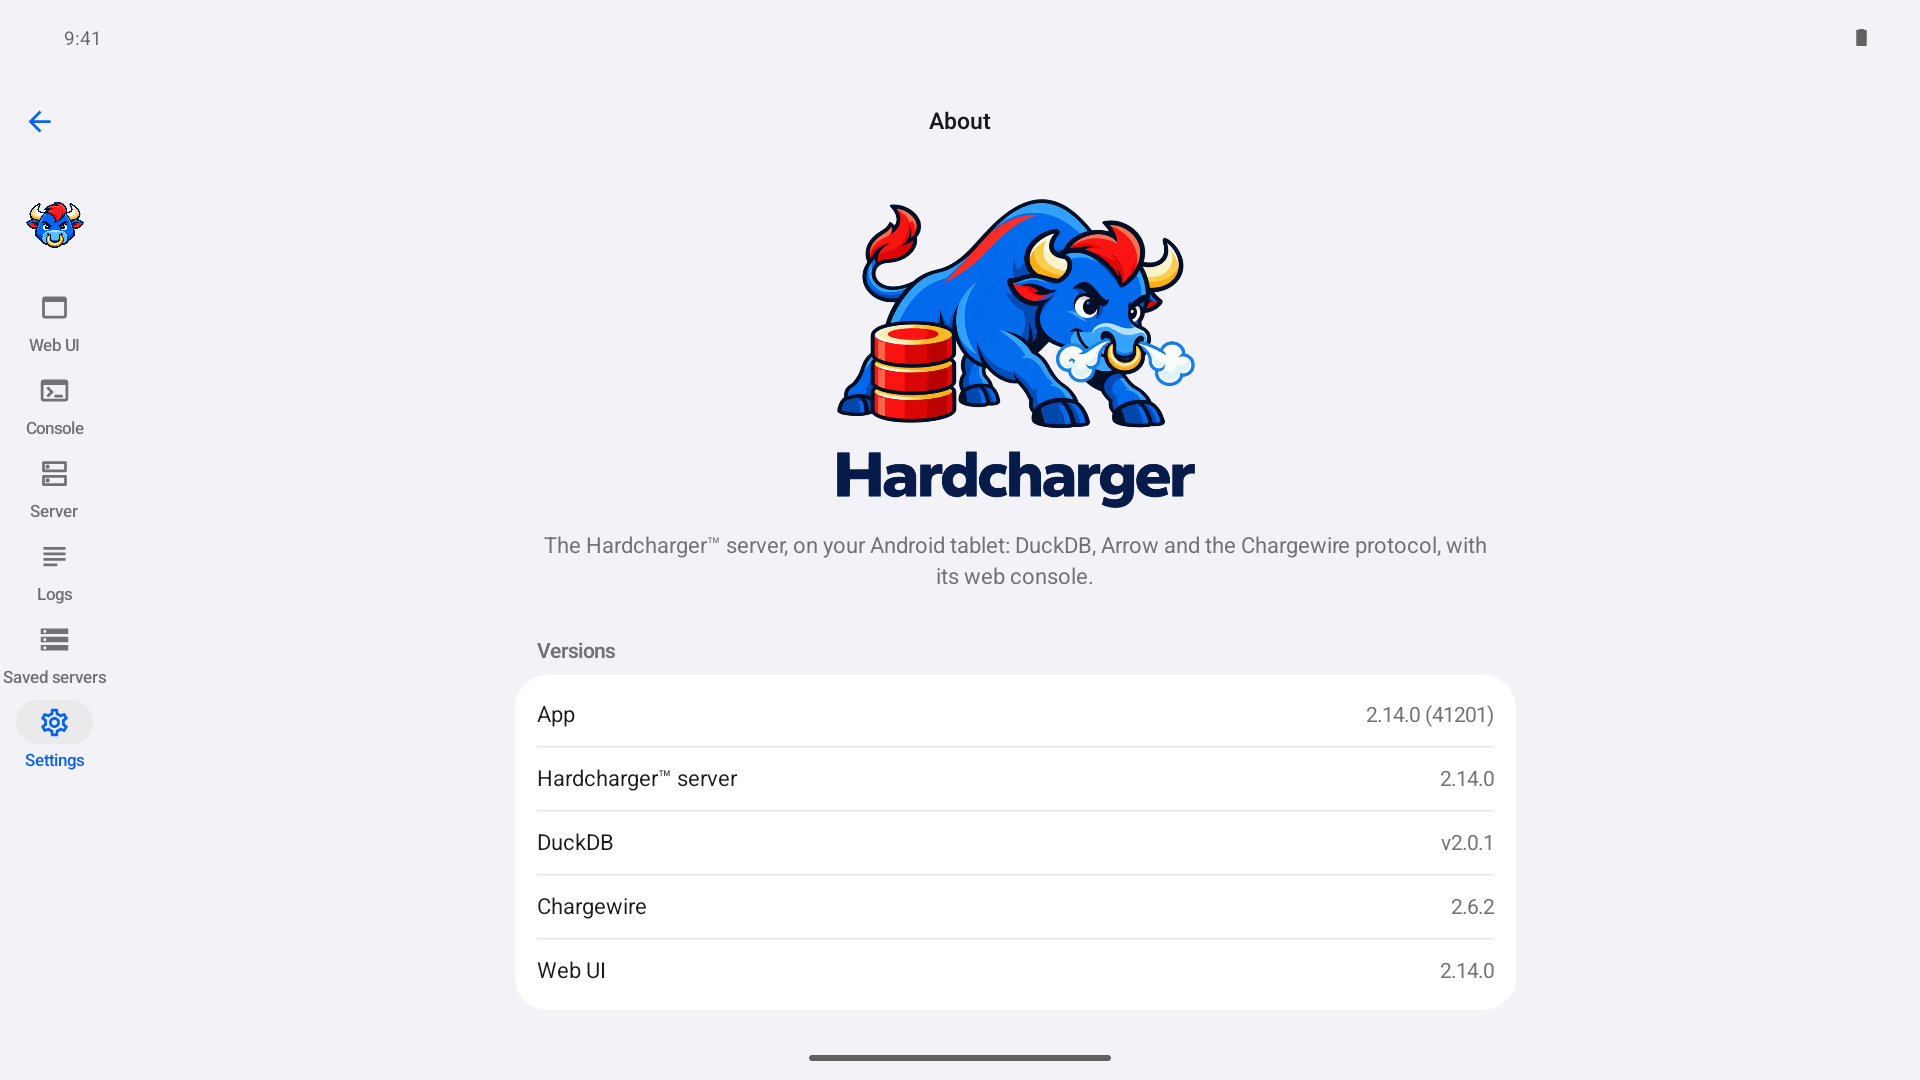 9:41
About
Web UI
Console
Server
Logs
Saved servers
Settings
Hardcharger
The Hardcharger™ server, on your Android tablet: DuckDB, Arrow and the Chargewire protocol, with
its web console.
Versions
App 2.14.0 (41201)
Hardcharger™ server 2.14.0
DuckDB v2.0.1
Chargewire 2.6.2
Web UI 2.14.0